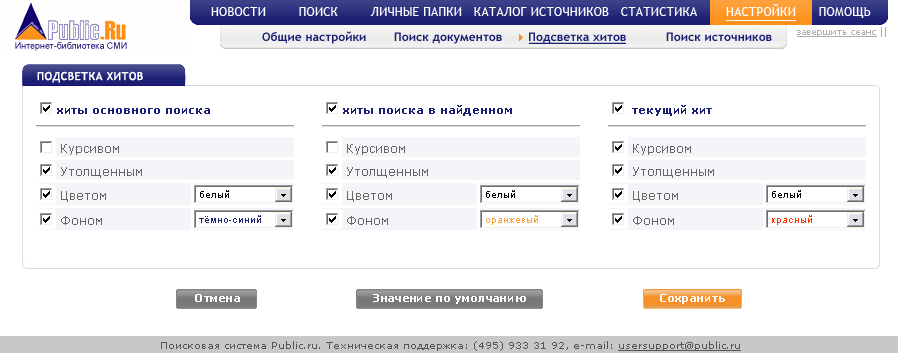 НОВОСТИ ПОИСК ЛИЧНЫЕ ПАПКИ КАТАЛОГ ИСТОЧНИКОВ СТАТИСТИКА НАСТРОЙКИ ПОМОЩЬ
Public.Ru
Интернет-библиотека СМИ
Общие настройки Поиск документов Подсветка хитов Поиск источников завершить сеанс ||
ПОДСВЕТКА ХИТОВ
хиты основного поиска хиты поиска в найденном текущий хит
Курсивом Курсивом Курсивом
Утолщенным Утолщенным Утолщенным
Цветом белый Цветом белый Цветом белый
Фоном тёмно-синий Фоном оранжевый Фоном красный
Отмена Значение по умолчанию Сохранить
Поисковая система Public.ru. Техническая поддержка: (495) 933 31 92, e-mail: usersupport@public.ru